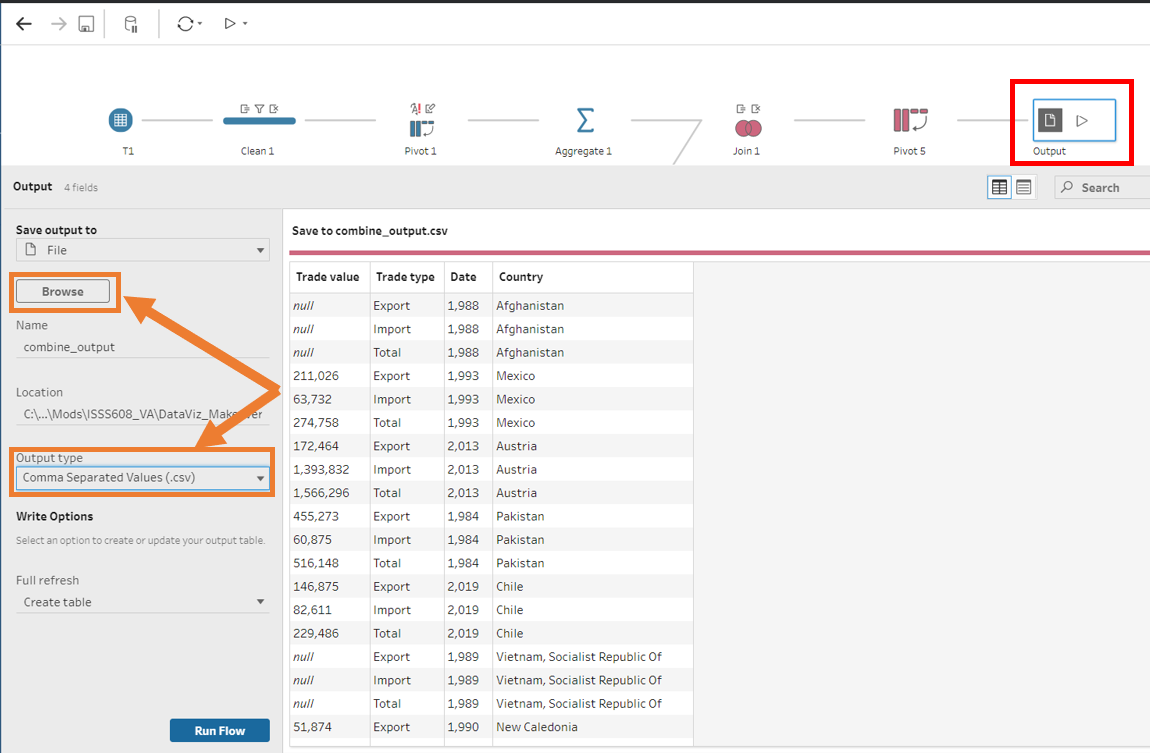 T1
Clean 1
Pivot 1
Aggregate 1
Join 1
Pivot 5
Output
Output 4 fields
Search
Save output to
File
Browse
Name
combine_output
Location
C:\...\Mods\ISSS608_VA\DataViz_Makeover
Output type
Comma Separated Values (.csv)
Write Options
Select an option to create or update your output table.
Full refresh
Create table
Run Flow
Save to combine_output.csv
Trade value Trade type Date Country
null Export 1,988 Afghanistan
null Import 1,988 Afghanistan
null Total 1,988 Afghanistan
211,026 Export 1,993 Mexico
63,732 Import 1,993 Mexico
274,758 Total 1,993 Mexico
172,464 Export 2,013 Austria
1,393,832 Import 2,013 Austria
1,566,296 Total 2,013 Austria
455,273 Export 1,984 Pakistan
60,875 Import 1,984 Pakistan
516,148 Total 1,984 Pakistan
146,875 Export 2,019 Chile
82,611 Import 2,019 Chile
229,486 Total 2,019 Chile
null Export 1,989 Vietnam, Socialist Republic Of
null Import 1,989 Vietnam, Socialist Republic Of
null Total 1,989 Vietnam, Socialist Republic Of
51,874 Export 1,990 New Caledonia